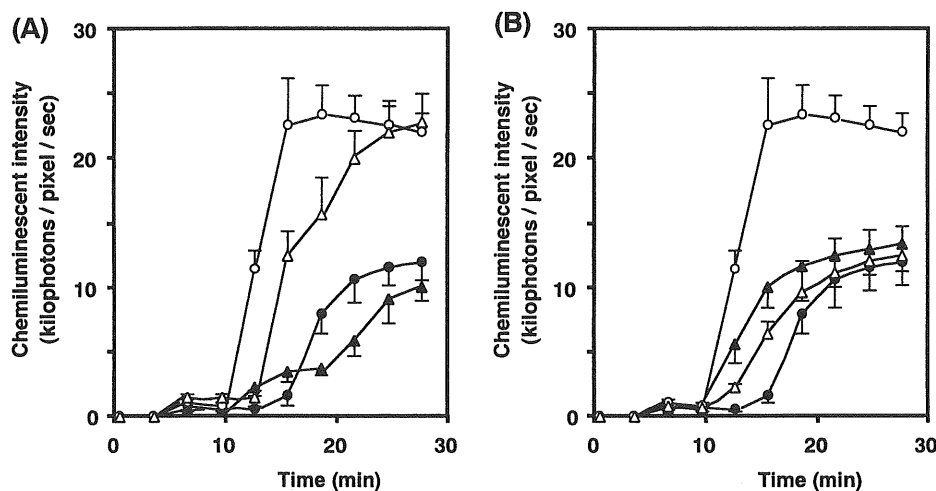 (A)
Chemiluminescent intensity
(kilophotons / pixel / sec)
30
20
10
0
0 10 20 30
Time (min)
(B)
Chemiluminescent intensity
(kilophotons / pixel / sec)
30
20
10
0
0 10 20 30
Time (min)